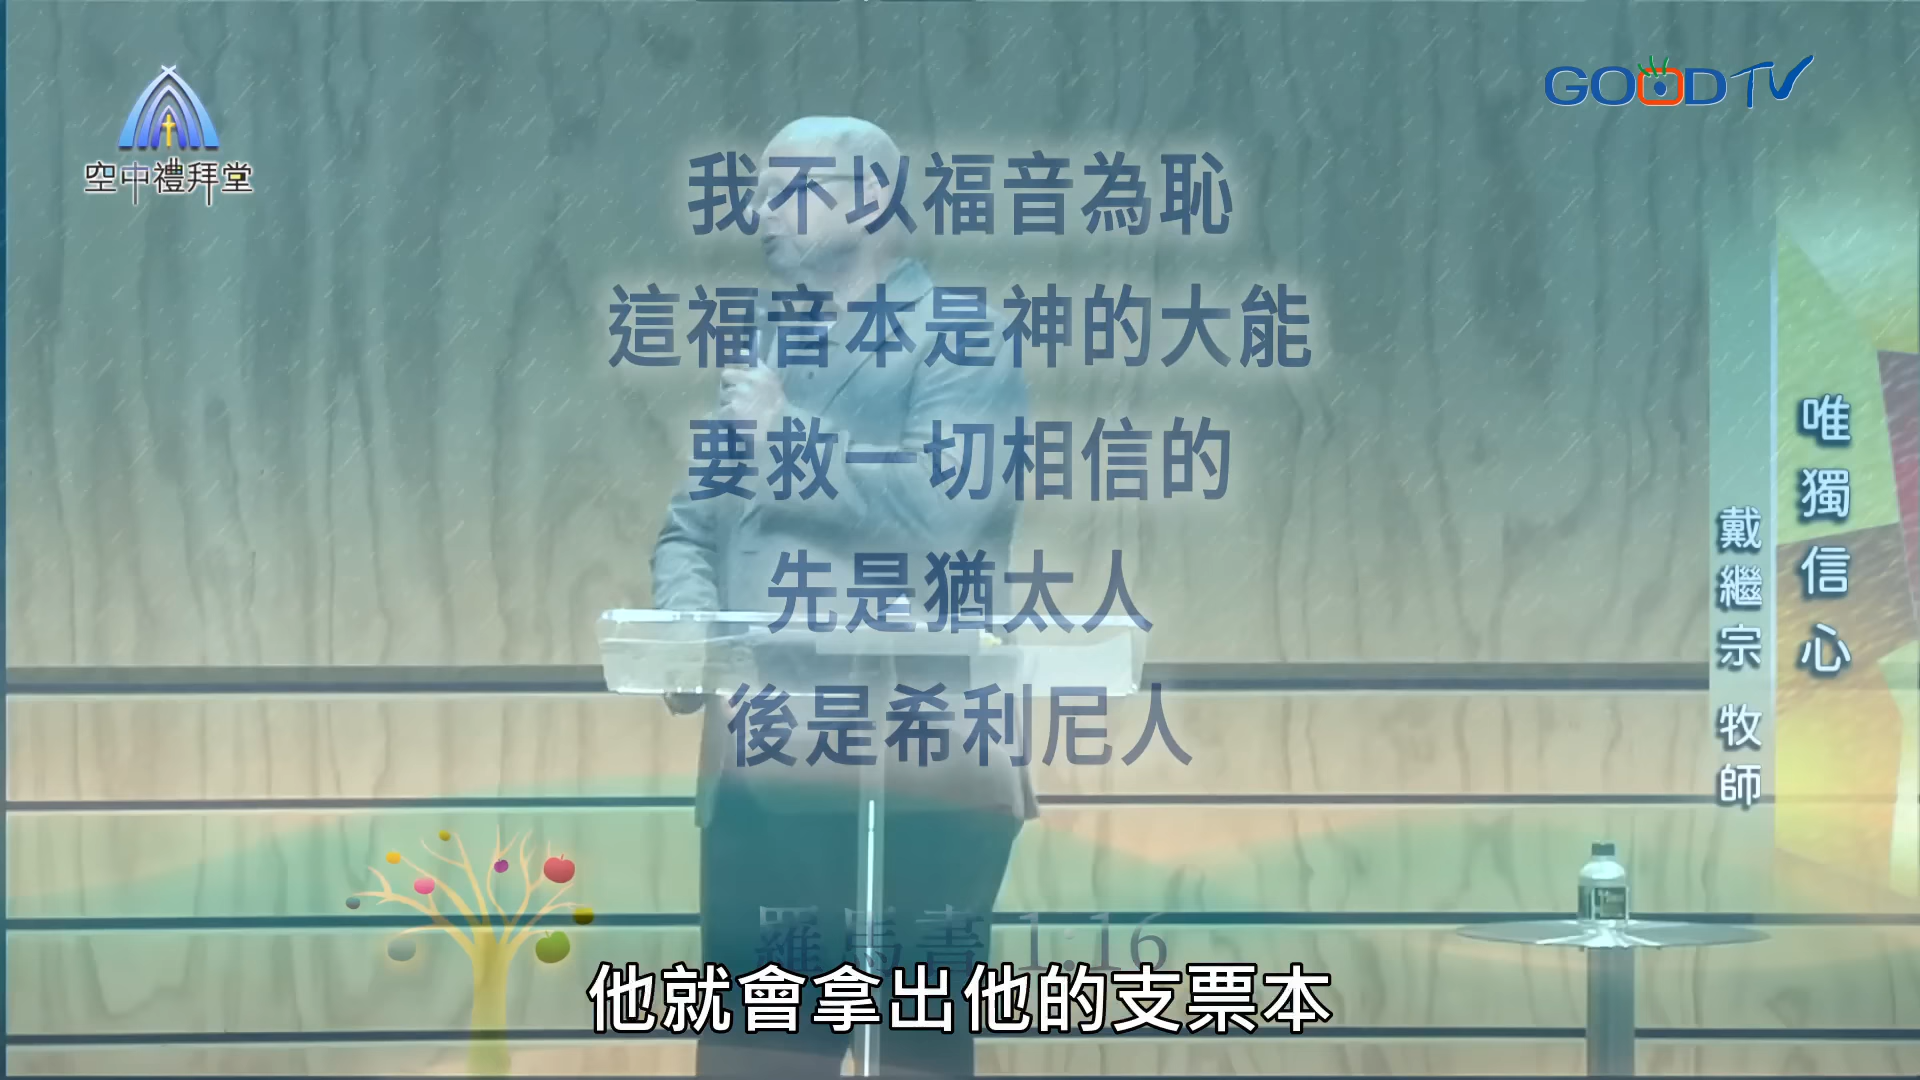 空中禮拜堂
GOODTV
我不以福音為恥
這福音本是神的大能
要救一切相信的
先是猶太人
後是希利尼人
羅馬書 1:16
唯獨信心
戴繼宗 牧師
他就會拿出他的支票本